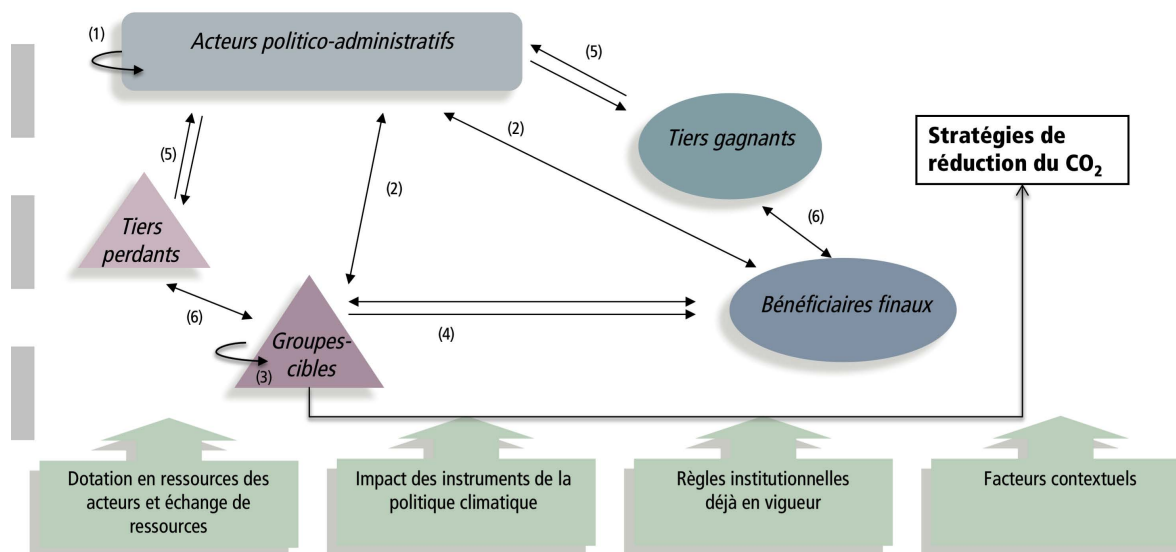 (1)
Acteurs politico-administratifs
(5)
(2)
Tiers gagnants
Stratégies de
réduction du CO₂
(5)
(2)
Tiers
perdants
(6)
Bénéficiaires finaux
(6)
(4)
Groupes-
cibles
(3)
Dotation en ressources des
acteurs et échange de
ressources
Impact des instruments de la
politique climatique
Règles institutionnelles
déjà en vigueur
Facteurs contextuels